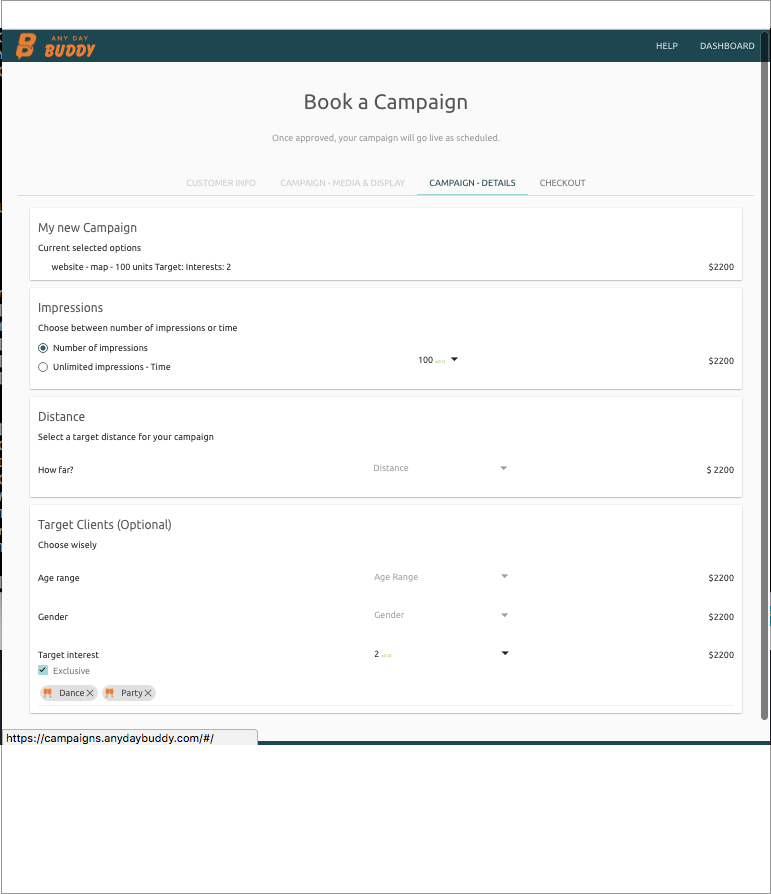 ANY DAY
BUDDY
HELP DASHBOARD
Book a Campaign
Once approved, your campaign will go live as scheduled.
CUSTOMER INFO CAMPAIGN - MEDIA & DISPLAY CAMPAIGN - DETAILS CHECKOUT
My new Campaign
Current selected options
website - map - 100 units Target: Interests: 2 $2200
Impressions
Choose between number of impressions or time
Number of impressions
100 $2200
Unlimited impressions - Time
Distance
Select a target distance for your campaign
How far? Distance $ 2200
Target Clients (Optional)
Choose wisely
Age range Age Range $2200
Gender Gender $2200
Target interest 2 $2200
Exclusive
Dance Party
https://campaigns.anydaybuddy.com/#/